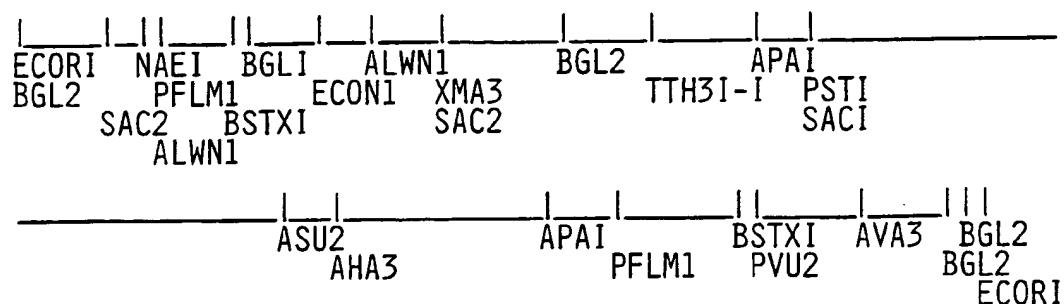 ECORI NAEI BGLI ALWN1 BGL2 APAI
BGL2 PFLM1 ECON1 XMA3 TTH3I-I PSTI
SAC2 BSTXI SAC2 SACI
ALWN1
ASU2 APAI BSTXI AVA3 BGL2
AHA3 PFLM1 PVU2 BGL2
ECORI